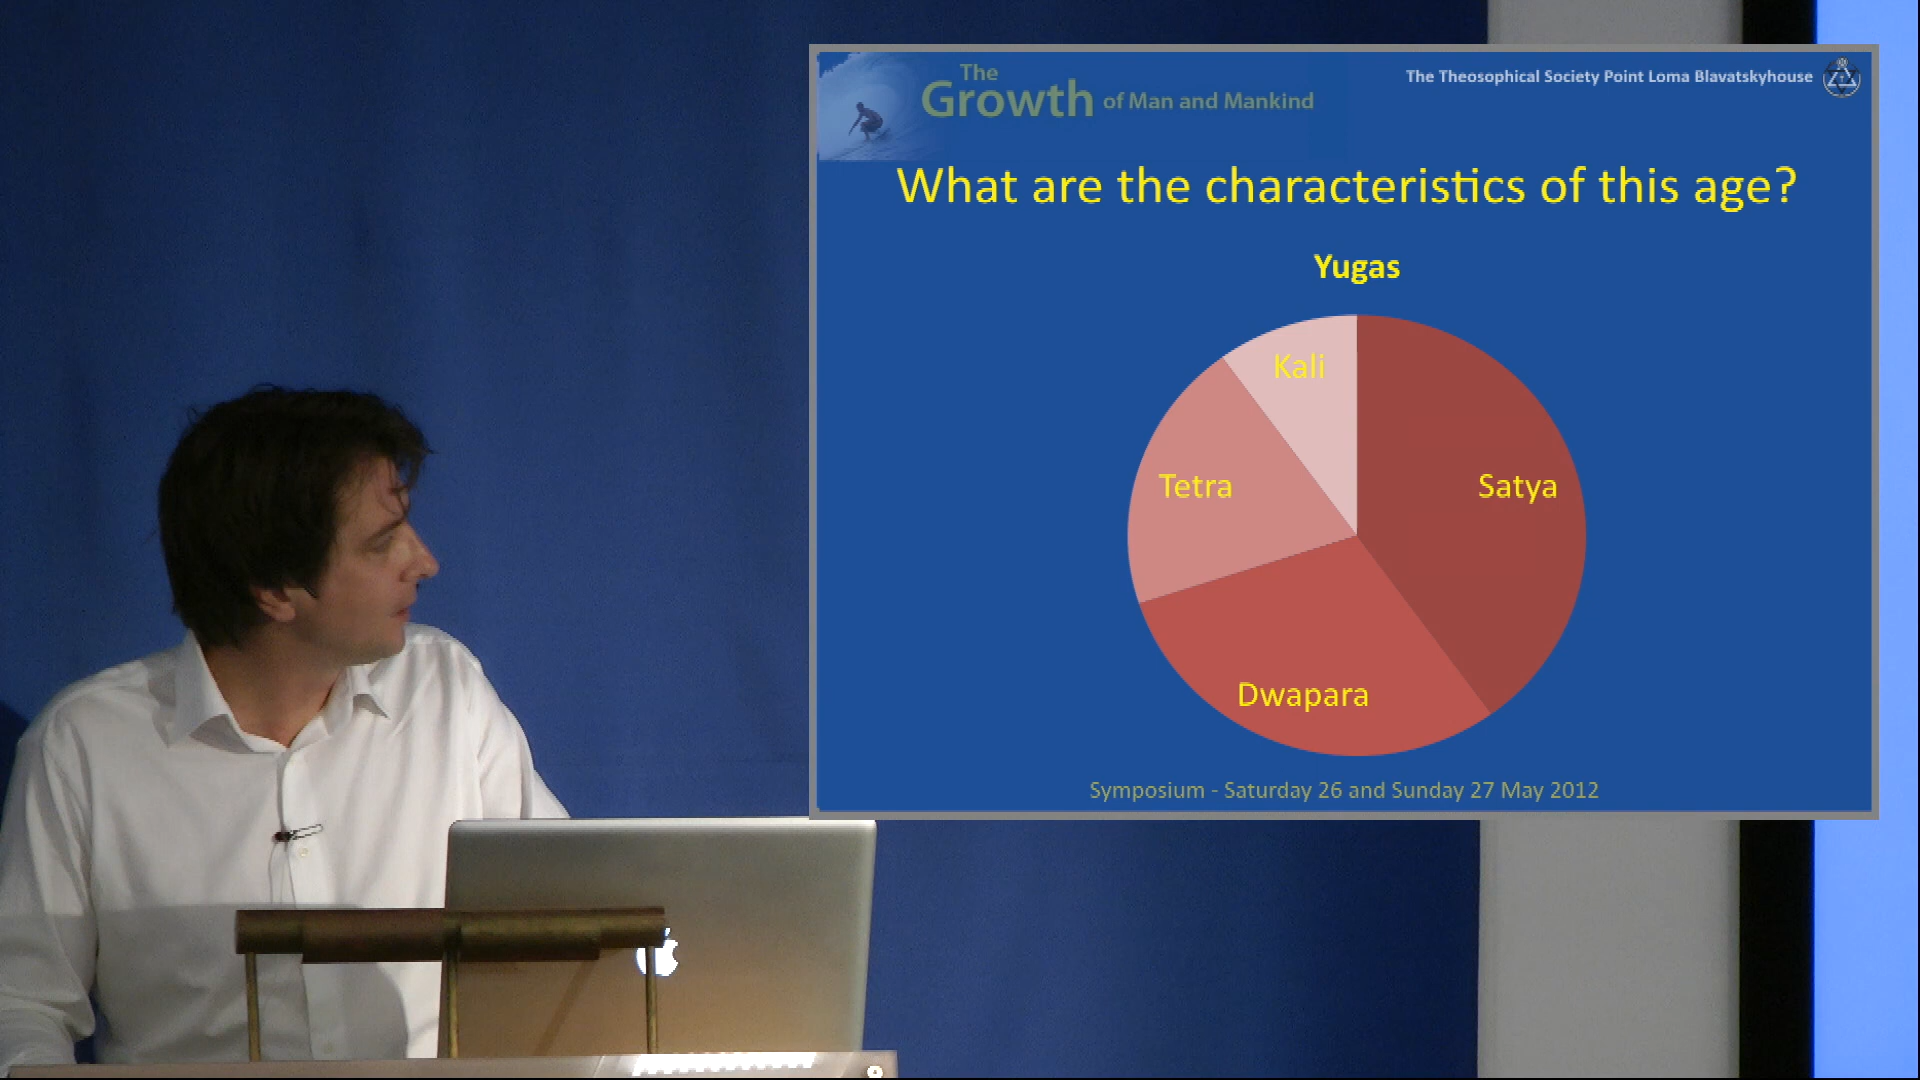 The
Growth of Man and Mankind
The Theosophical Society Point Loma Blavatskyhouse
What are the characteristics of this age?
Yugas
Kali
Tetra
Satya
Dwapara
Symposium - Saturday 26 and Sunday 27 May 2012